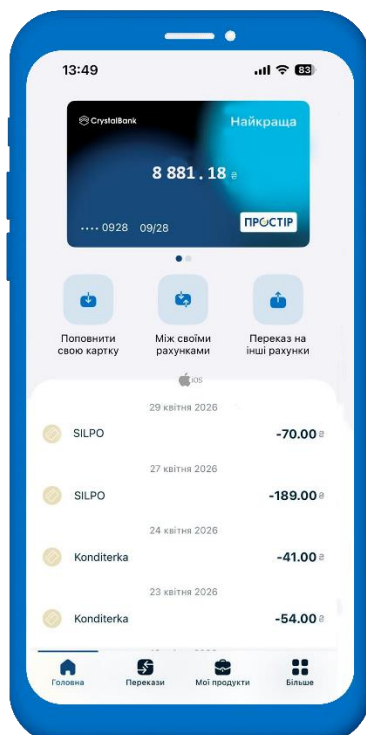 13:49
83
CrystalBank
Найкраща
8 881.18 ₴
ПРОСТІР
.... 0928 09/28
Поповнити
свою картку
Між своїми
рахунками
Переказ на
інші рахунки
iOS
29 квітня 2026
SILPO
-70.00 ₴
27 квітня 2026
SILPO
-189.00 ₴
24 квітня 2026
Konditerka
-41.00 ₴
23 квітня 2026
Konditerka
-54.00 ₴
Головна
Перекази
Мої продукти
Більше